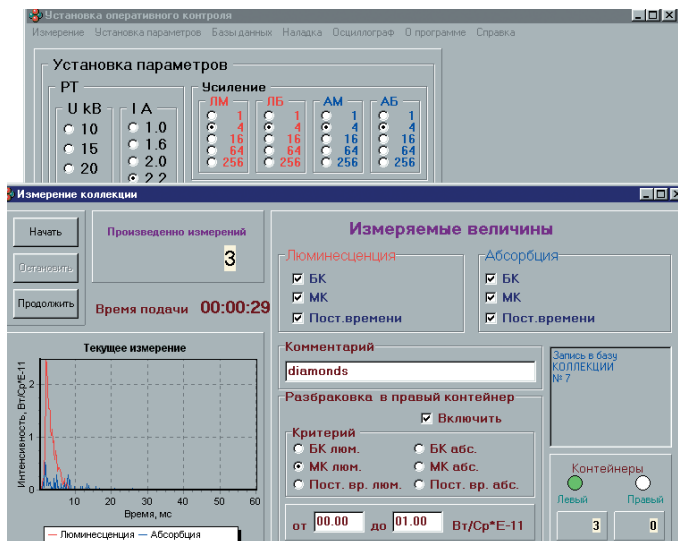 Установка оперативного контроля
Измерение Установка параметров Базы данных Наладка Осциллограф О программе Справка
Установка параметров
РТ
U kВ
10
15
20
I А
1.0
1.6
2.0
2.2
Усиление
ЛМ ЛБ АМ АБ
1 1 1 1
4 4 4 4
16 16 16 16
64 64 64 64
256 256 256 256
Измерение коллекции
Начать
Остановить
Продолжить
Произведенно измерений
3
Время подачи 00:00:29
Измеряемые величины
Люминесценция
БК
МК
Пост.времени
Абсорбция
БК
МК
Пост.времени
Текущее измерение
Интенсивность, Вт/Ср*Е-11
2
1
0
10 20 30 40 50 60
Время, мс
Люминесценция Абсорбция
Комментарий
diamonds
Разбраковка в правый контейнер
Включить
Критерий
БК люм. БК абс.
МК люм. МК абс.
Пост. вр. люм. Пост. вр. абс.
от 00.00 до 01.00 Вт/Ср*Е-11
Запись в базу
КОЛЛЕКЦИИ
№ 7
Контейнеры
Левый Правый
3 0